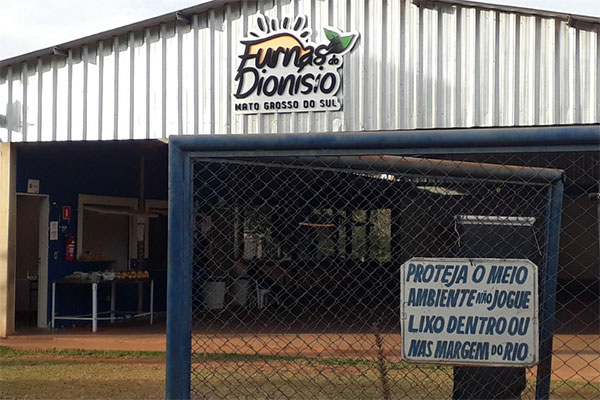 Furnas do
Dionísio
MATO GROSSO DO SUL
PROTEJA O MEIO
AMBIENTE NÃO JOGUE
LIXO DENTRO OU
NAS MARGEM DO RIO